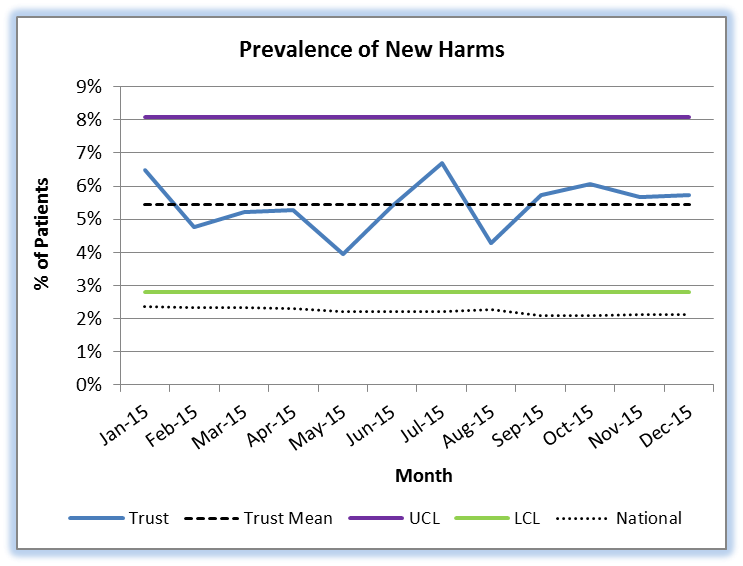 Prevalence of New Harms
% of Patients
9%
8%
7%
6%
5%
4%
3%
2%
1%
0%
Jan-15 Feb-15 Mar-15 Apr-15 May-15 Jun-15 Jul-15 Aug-15 Sep-15 Oct-15 Nov-15 Dec-15
Month
Trust Trust Mean UCL LCL National